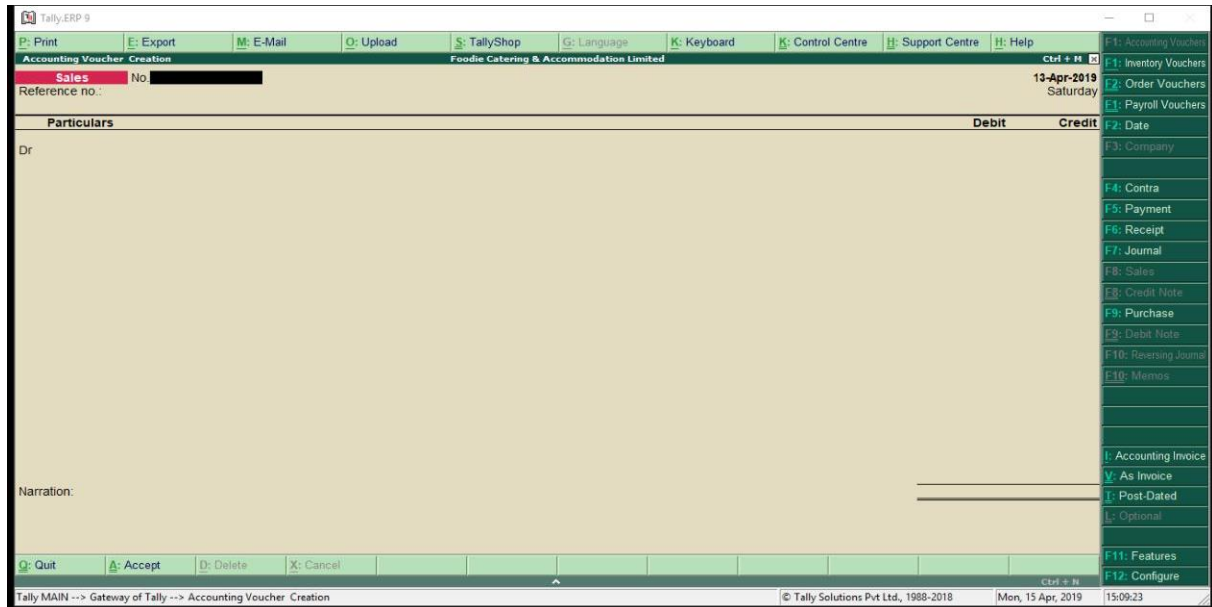 Tally.ERP 9
P: Print E: Export M: E-Mail O: Upload S: TallyShop G: Language K: Keyboard K: Control Centre H: Support Centre H: Help F1: Accounting Vouchers
Accounting Voucher Creation Foodie Catering & Accommodation Limited Ctrl + M F1: Inventory Vouchers
Sales No. 13-Apr-2019 F2: Order Vouchers
Reference no.: Saturday F1: Payroll Vouchers
Particulars Debit Credit F2: Date
Dr F3: Company
F4: Contra
F5: Payment
F6: Receipt
F7: Journal
F8: Sales
F8: Credit Note
F9: Purchase
F9: Debit Note
F10: Reversing Journal
F10: Memos
I: Accounting Invoice
V: As Invoice
Narration: T: Post-Dated
L: Optional
F11: Features
Q: Quit A: Accept D: Delete X: Cancel
Ctrl + N F12: Configure
Tally MAIN --> Gateway of Tally --> Accounting Voucher Creation © Tally Solutions Pvt Ltd., 1988-2018 Mon, 15 Apr, 2019 15:09:23